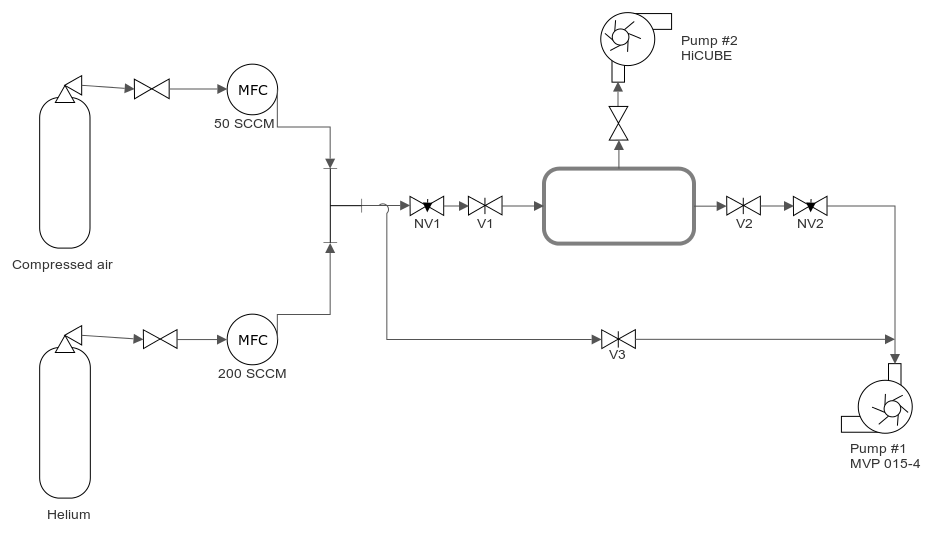 Pump #2
HiCUBE
MFC
50 SCCM
NV1
V1
V2
NV2
Compressed air
MFC
200 SCCM
V3
Pump #1
MVP 015-4
Helium